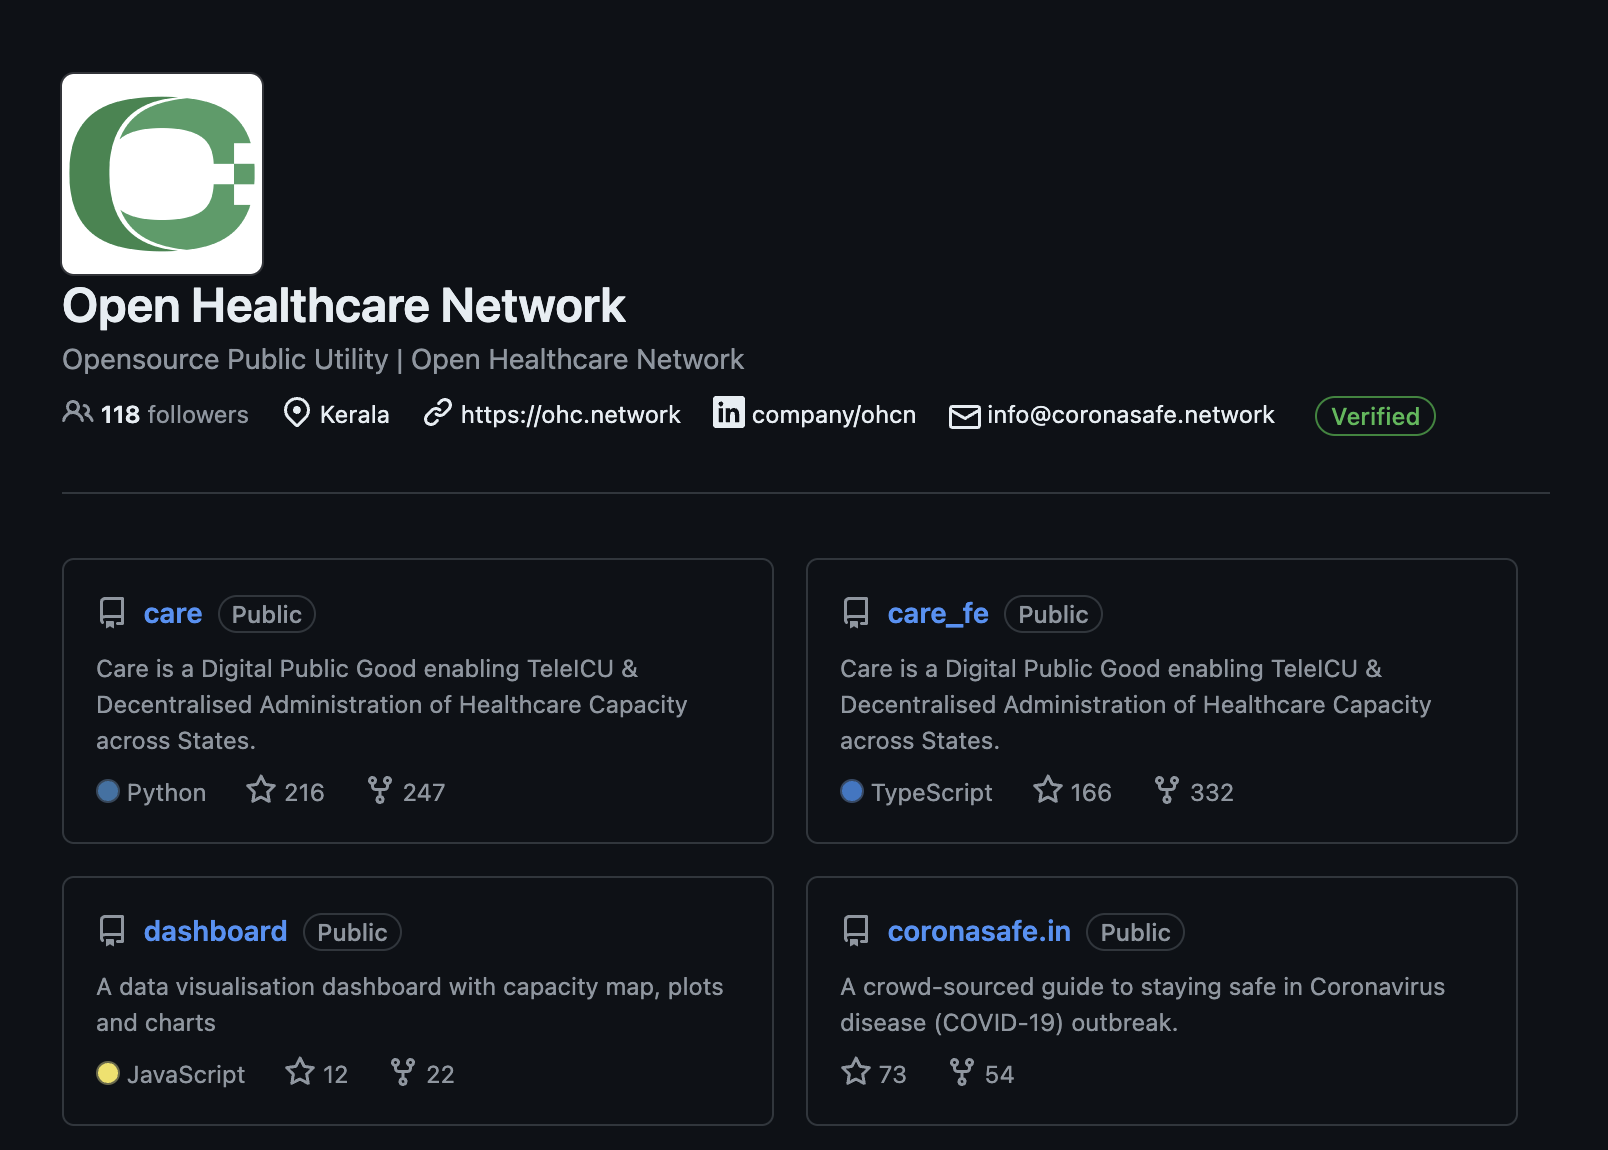 Open Healthcare Network
Opensource Public Utility | Open Healthcare Network
118 followers Kerala https://ohc.network in company/ohcn info@coronasafe.network Verified
care Public
Care is a Digital Public Good enabling TeleICU &
Decentralised Administration of Healthcare Capacity
across States.
Python 216 247
care_fe Public
Care is a Digital Public Good enabling TeleICU &
Decentralised Administration of Healthcare Capacity
across States.
TypeScript 166 332
dashboard Public
A data visualisation dashboard with capacity map, plots
and charts
JavaScript 12 22
coronasafe.in Public
A crowd-sourced guide to staying safe in Coronavirus
disease (COVID-19) outbreak.
73 54